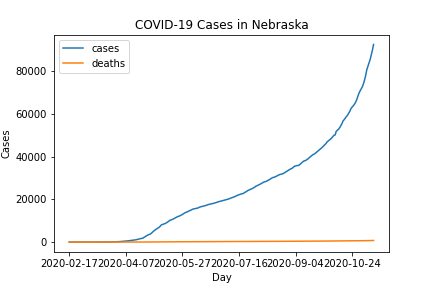 COVID-19 Cases in Nebraska
cases
deaths
80000
60000
40000
20000
0
Cases
2020-02-17 2020-04-07 2020-05-27 2020-07-16 2020-09-04 2020-10-24
Day